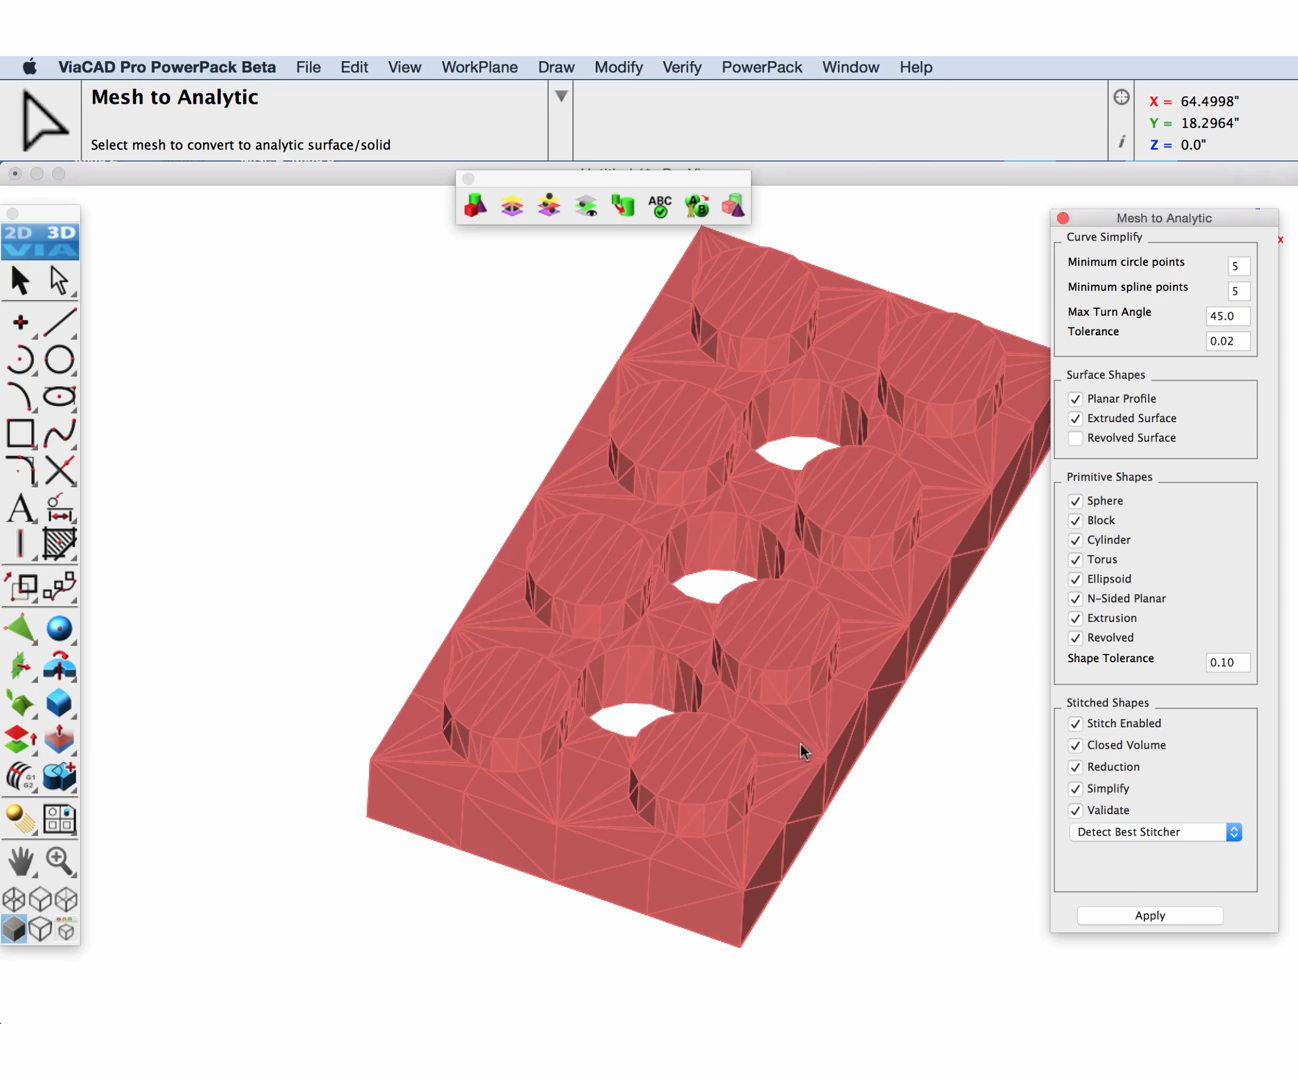 ViaCAD Pro PowerPack Beta File Edit View WorkPlane Draw Modify Verify PowerPack Window Help
Mesh to Analytic
Select mesh to convert to analytic surface/solid
X = 64.4998"
Y = 18.2964"
Z = 0.0"
ABC
A
B
2D 3D
VIA
A
G1
G2
x
Mesh to Analytic
Curve Simplify
Minimum circle points 5
Minimum spline points 5
Max Turn Angle 45.0
Tolerance 0.02
Surface Shapes
Planar Profile
Extruded Surface
Revolved Surface
Primitive Shapes
Sphere
Block
Cylinder
Torus
Ellipsoid
N-Sided Planar
Extrusion
Revolved
Shape Tolerance 0.10
Stitched Shapes
Stitch Enabled
Closed Volume
Reduction
Simplify
Validate
Detect Best Stitcher
Apply